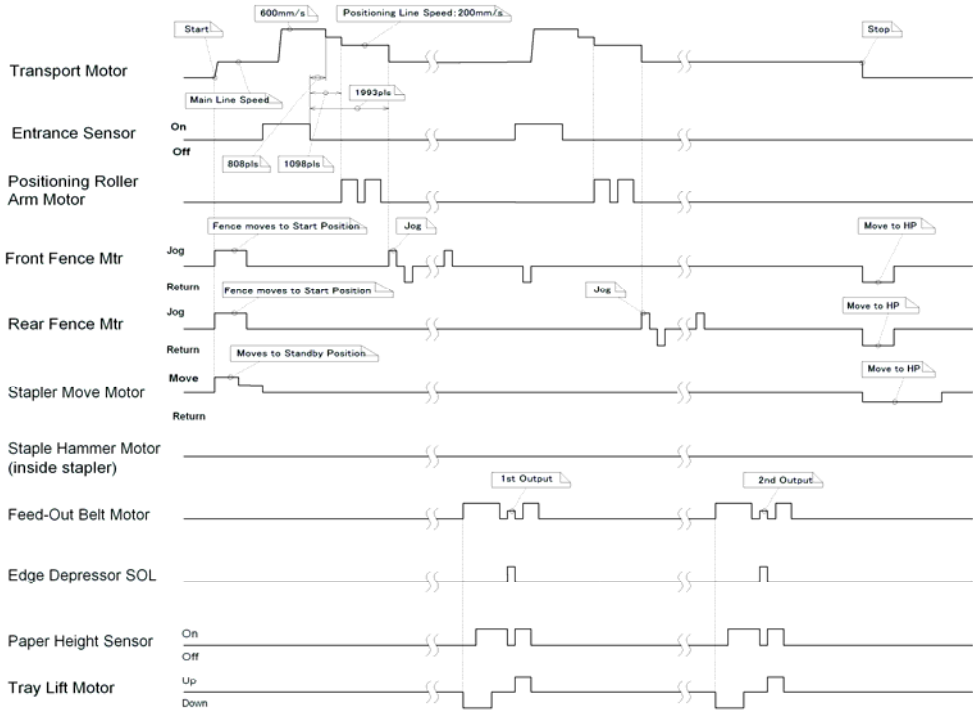 600mm/s
Positioning Line Speed:200mm/s
Start
Stop
Transport Motor
1993pls
Main Line Speed
Entrance Sensor
On
Off
808pls
1098pls
Positioning Roller
Arm Motor
Fence moves to Start Position
Jog
Move to HP
Front Fence Mtr
Jog
Return
Fence moves to Start Position
Jog
Move to HP
Rear Fence Mtr
Jog
Return
Moves to Standby Position
Move to HP
Stapler Move Motor
Move
Return
Staple Hammer Motor
(inside stapler)
1st Output
2nd Output
Feed-Out Belt Motor
Edge Depressor SOL
Paper Height Sensor
On
Off
Tray Lift Motor
Up
Down